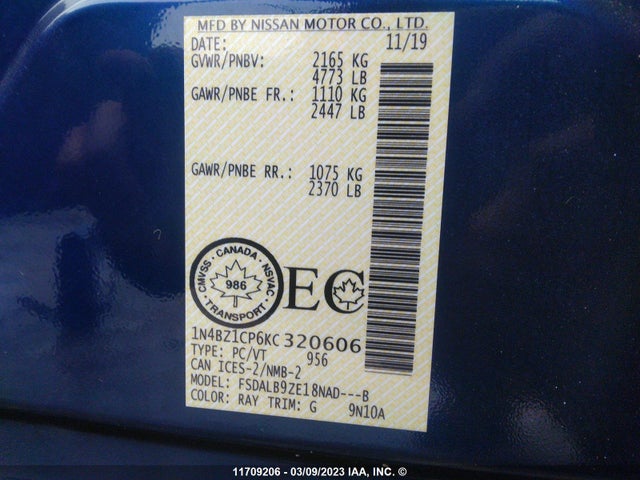 MFD BY NISSAN MOTOR CO., LTD.
DATE: 11/19
GVWR/PNBV: 2165 KG
4773 LB
GAWR/PNBE FR.: 1110 KG
2447 LB
GAWR/PNBE RR.: 1075 KG
2370 LB
CMVSS · CANADA · NSVAC
986
· TRANSPORT ·
EC
1N4BZ1CP6KC 320606
TYPE: PC/VT 956
CAN ICES-2/NMB-2
MODEL: FSDALB9ZE18NAD---B
COLOR: RAY TRIM: G 9N10A
11709206 - 03/09/2023 IAA, INC. ©